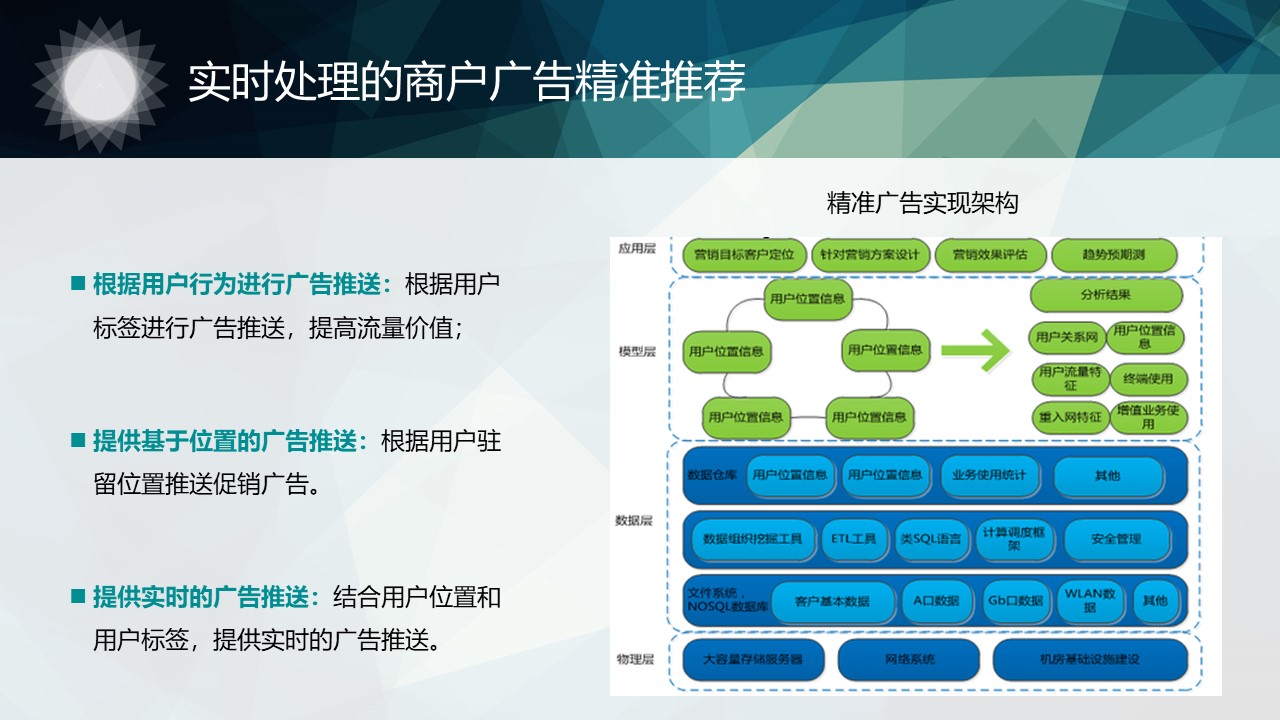 实时处理的商户广告精准推荐
精准广告实现架构
根据用户行为进行广告推送：根据用户
标签进行广告推送，提高流量价值；
提供基于位置的广告推送：根据用户驻
留位置推送促销广告。
提供实时的广告推送：结合用户位置和
用户标签，提供实时的广告推送。
应用层
营销目标客户定位
针对营销方案设计
营销效果评估
趋势预期测
模型层
用户位置信息
用户位置信息
用户位置信息
用户位置信息
用户位置信息
分析结果
用户关系网
用户位置信
息
用户流量特
征
终端使用
重入网特征
增值业务使
用
数据层
数据仓库
用户位置信息
用户位置信息
业务使用统计
其他
数据组织挖掘工具
ETL工具
类SQL语言
计算调度框
架
安全管理
文件系统，
NOSQL数据库
客户基本数据
A口数据
Gb口数据
WLAN数
据
其他
物理层
大容量存储服务器
网络系统
机房基础设施建设